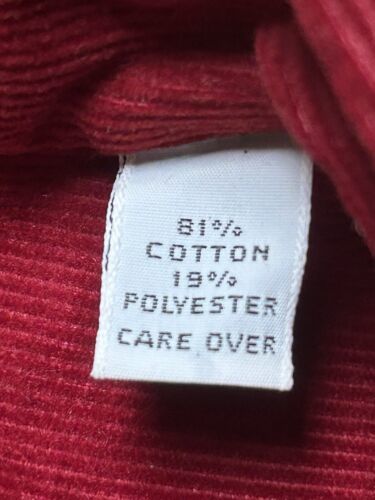 81%
COTTON
19%
POLYESTER
CARE OVER